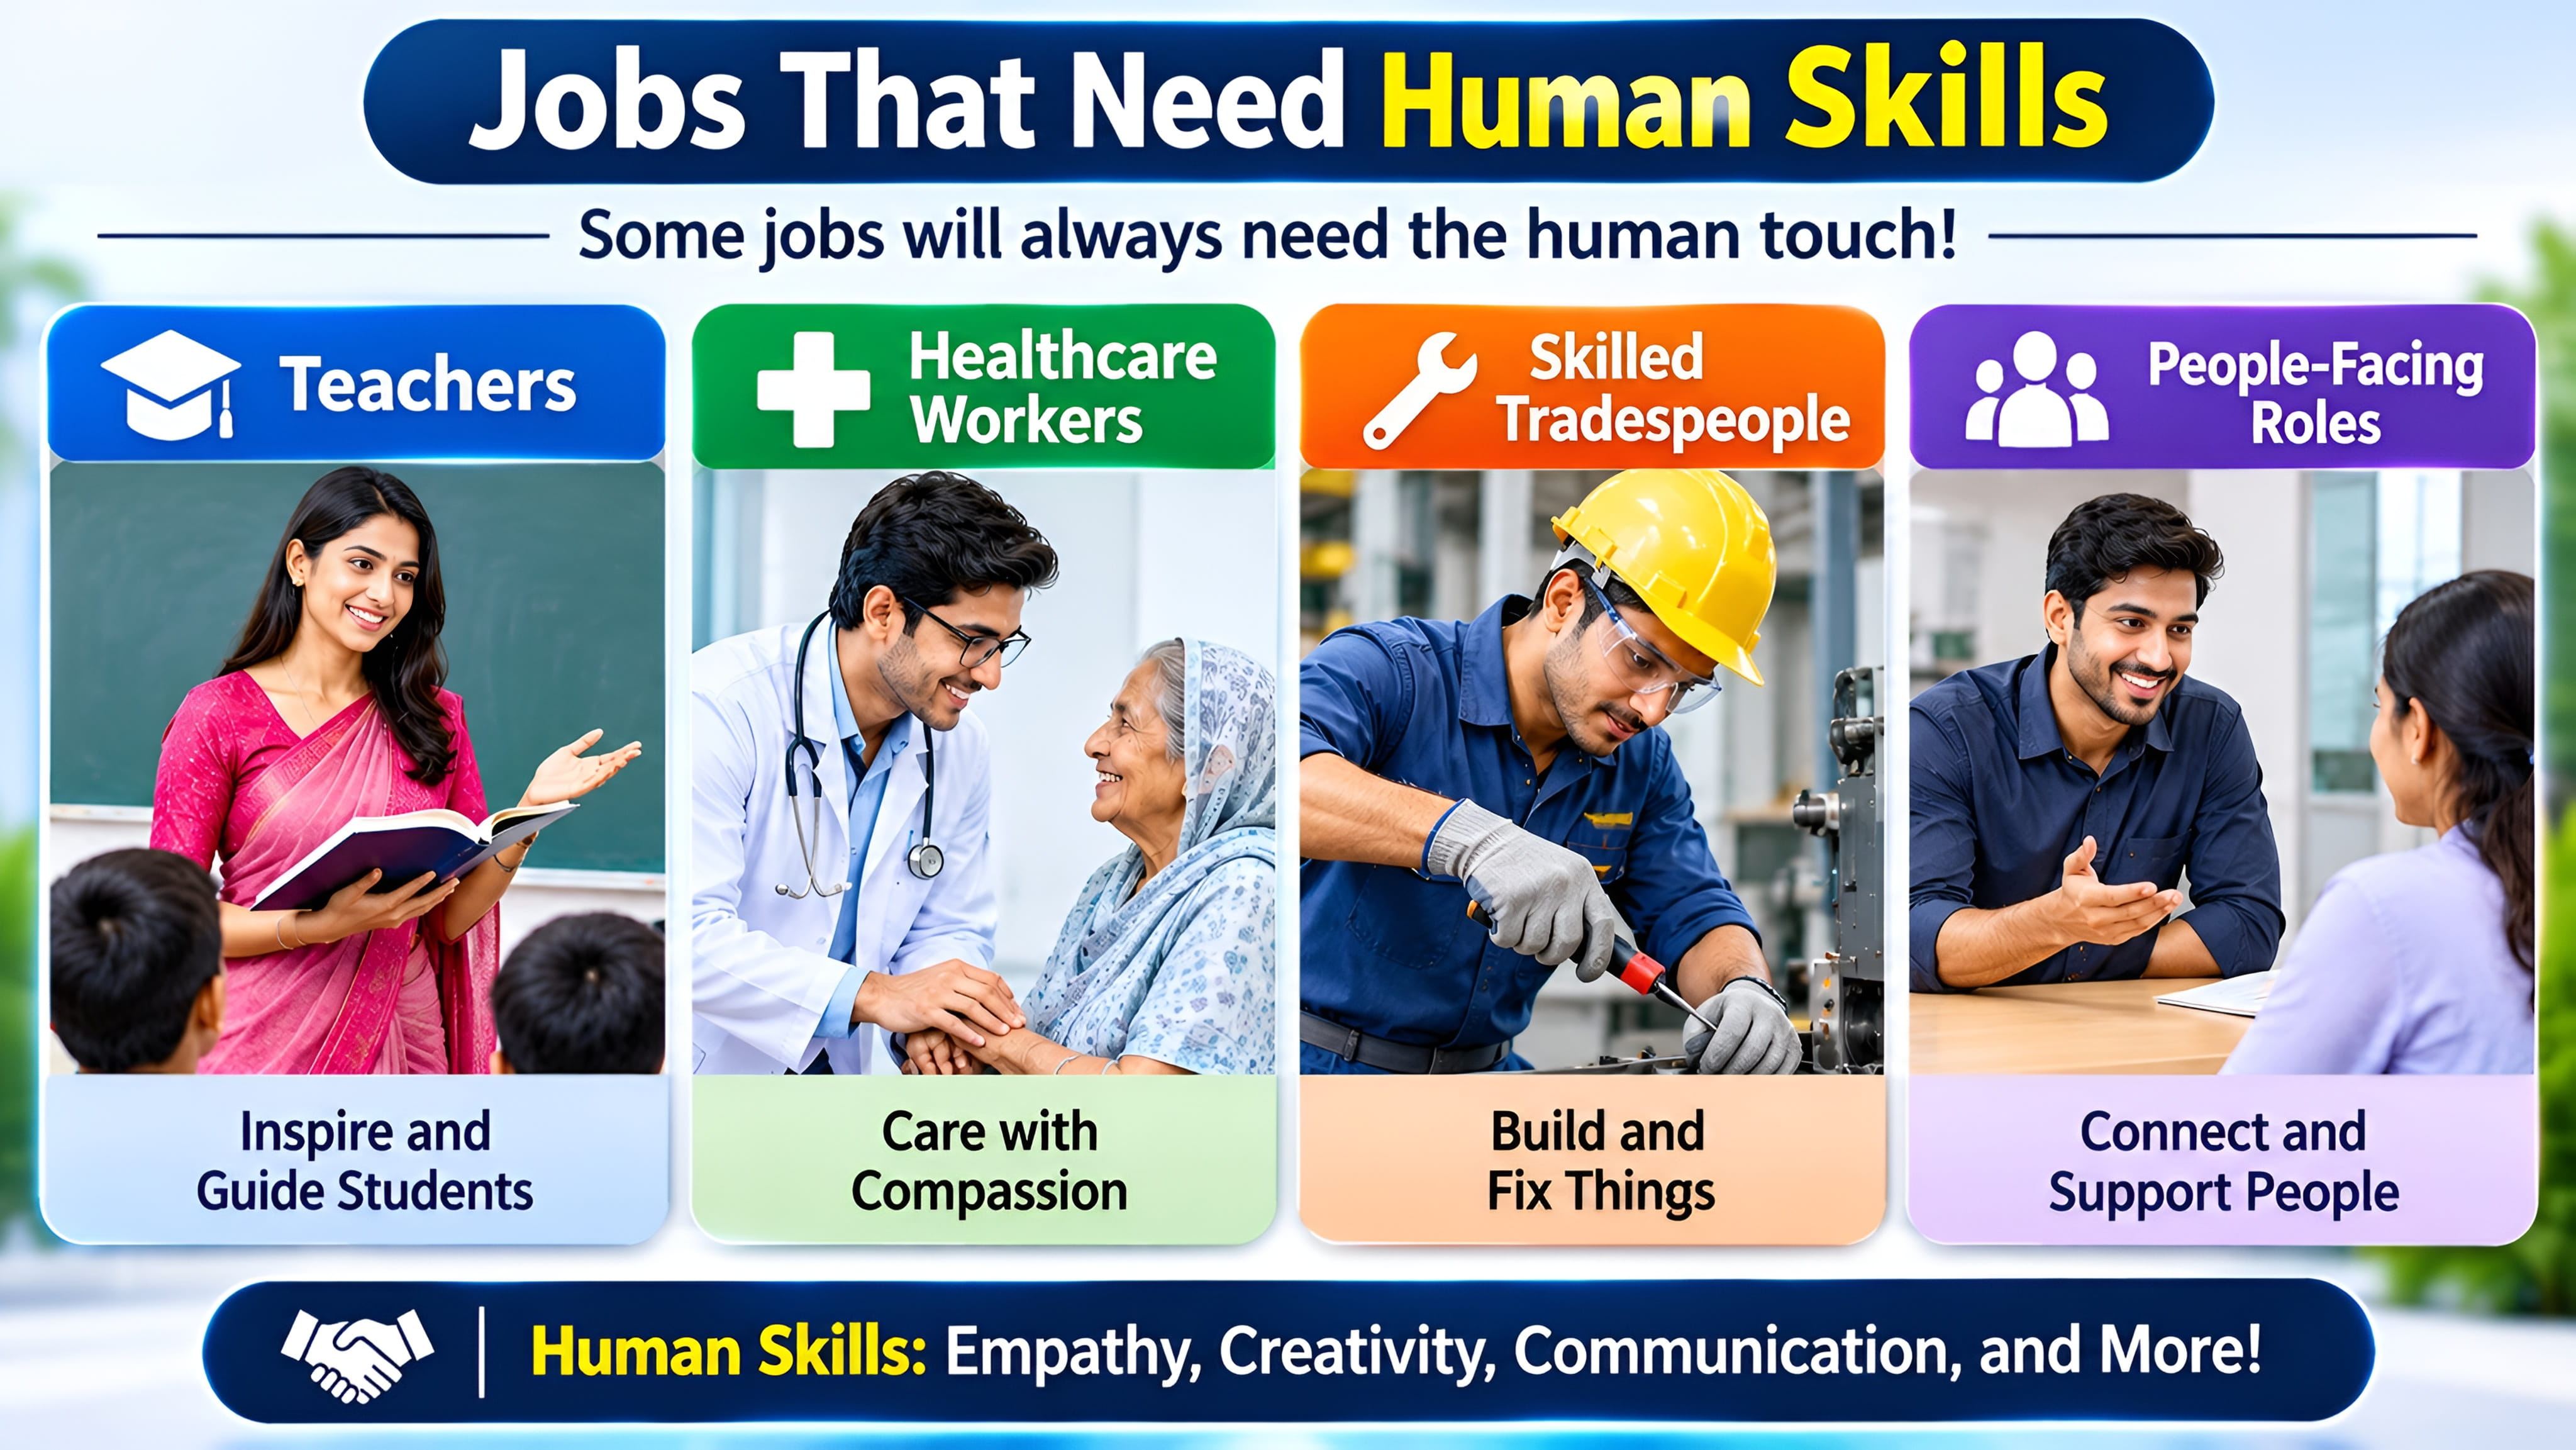 Jobs That Need Human Skills
Some jobs will always need the human touch!
Teachers
Healthcare
Workers
Skilled
Tradespeople
People-Facing
Roles
Inspire and
Guide Students
Care with
Compassion
Build and
Fix Things
Connect and
Support People
Human Skills: Empathy, Creativity, Communication, and More!